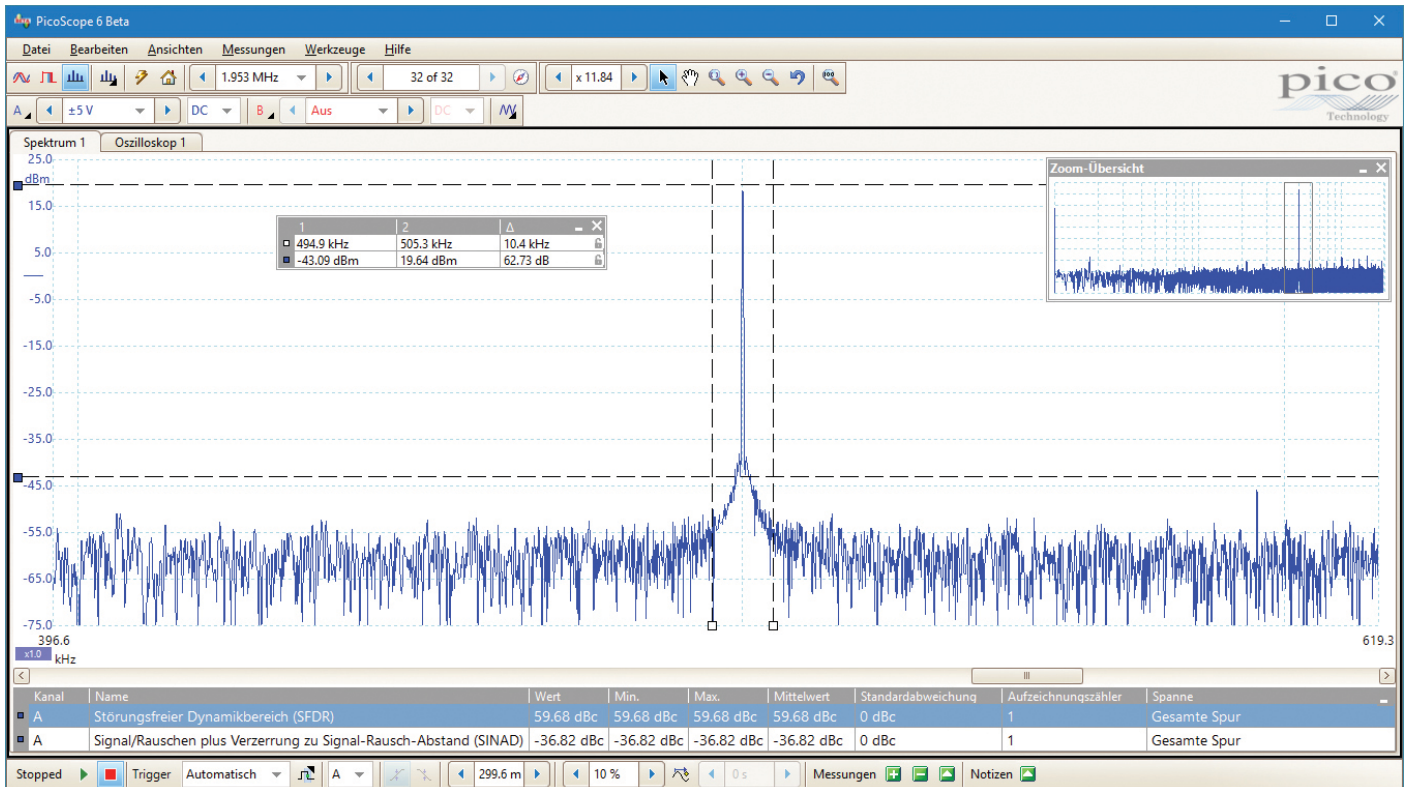 PicoScope 6 Beta
Datei Bearbeiten Ansichten Messungen Werkzeuge Hilfe
1.953 MHz 32 of 32 x 11.84
pico
Technology
A ±5 V DC B Aus DC
Spektrum 1 Oszilloskop 1
25.0
dBm
Zoom-Übersicht
15.0
1 2 Δ
494.9 kHz 505.3 kHz 10.4 kHz
-43.09 dBm 19.64 dBm 62.73 dB
5.0
-5.0
-15.0
-25.0
-35.0
-45.0
-55.0
-65.0
-75.0
396.6 619.3
x1.0 kHz
Kanal Name Wert Min. Max. Mittelwert Standardabweichung Aufzeichnungszähler Spanne
A Störungsfreier Dynamikbereich (SFDR) 59.68 dBc 59.68 dBc 59.68 dBc 59.68 dBc 0 dBc 1 Gesamte Spur
A Signal/Rauschen plus Verzerrung zu Signal-Rausch-Abstand (SINAD) -36.82 dBc -36.82 dBc -36.82 dBc -36.82 dBc 0 dBc 1 Gesamte Spur
Stopped Trigger Automatisch A 299.6 m 10 % 0 s Messungen Notizen